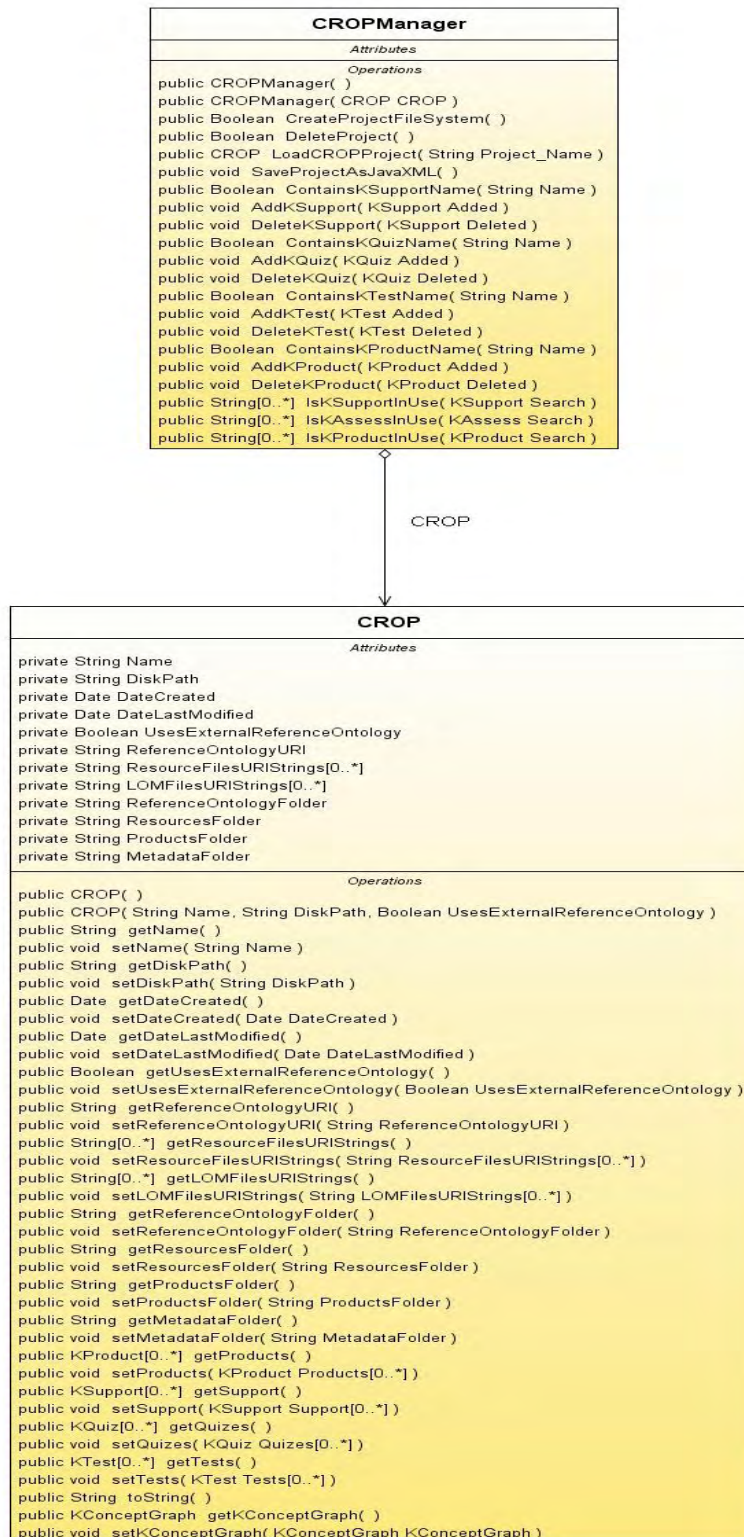 CROPManager
Attributes
Operations
public CROPManager( )
public CROPManager( CROP CROP )
public Boolean CreateProjectFileSystem( )
public Boolean DeleteProject( )
public CROP LoadCROPProject( String Project_Name )
public void SaveProjectAsJavaXML( )
public Boolean ContainsKSupportName( String Name )
public void AddKSupport( KSupport Added )
public void DeleteKSupport( KSupport Deleted )
public Boolean ContainsKQuizName( String Name )
public void AddKQuiz( KQuiz Added )
public void DeleteKQuiz( KQuiz Deleted )
public Boolean ContainsKTestName( String Name )
public void AddKTest( KTest Added )
public void DeleteKTest( KTest Deleted )
public Boolean ContainsKProductName( String Name )
public void AddKProduct( KProduct Added )
public void DeleteKProduct( KProduct Deleted )
public String[0..*] IsKSupportInUse( KSupport Search )
public String[0..*] IsKAssessInUse( KAssess Search )
public String[0..*] IsKProductInUse( KProduct Search )
CROP
CROP
Attributes
private String Name
private String DiskPath
private Date DateCreated
private Date DateLastModified
private Boolean UsesExternalReferenceOntology
private String ReferenceOntologyURI
private String ResourceFilesURIStrings[0..*]
private String LOMFilesURIStrings[0..*]
private String ReferenceOntologyFolder
private String ResourcesFolder
private String ProductsFolder
private String MetadataFolder
Operations
public CROP( )
public CROP( String Name, String DiskPath, Boolean UsesExternalReferenceOntology )
public String getName( )
public void setName( String Name )
public String getDiskPath( )
public void setDiskPath( String DiskPath )
public Date getDateCreated( )
public void setDateCreated( Date DateCreated )
public Date getDateLastModified( )
public void setDateLastModified( Date DateLastModified )
public Boolean getUsesExternalReferenceOntology( )
public void setUsesExternalReferenceOntology( Boolean UsesExternalReferenceOntology )
public String getReferenceOntologyURI( )
public void setReferenceOntologyURI( String ReferenceOntologyURI )
public String[0..*] getResourceFilesURIStrings( )
public void setResourceFilesURIStrings( String ResourceFilesURIStrings[0..*] )
public String[0..*] getLOMFilesURIStrings( )
public void setLOMFilesURIStrings( String LOMFilesURIStrings[0..*] )
public String getReferenceOntologyFolder( )
public void setReferenceOntologyFolder( String ReferenceOntologyFolder )
public String getResourcesFolder( )
public void setResourcesFolder( String ResourcesFolder )
public String getProductsFolder( )
public void setProductsFolder( String ProductsFolder )
public String getMetadataFolder( )
public void setMetadataFolder( String MetadataFolder )
public KProduct[0..*] getProducts( )
public void setProducts( KProduct Products[0..*] )
public KSupport[0..*] getSupport( )
public void setSupport( KSupport Support[0..*] )
public KQuiz[0..*] getQuizes( )
public void setQuizes( KQuiz Quizes[0..*] )
public KTest[0..*] getTests( )
public void setTests( KTest Tests[0..*] )
public String toString( )
public KConceptGraph getKConceptGraph( )
public void setKConceptGraph( KConceptGraph KConceptGraph )